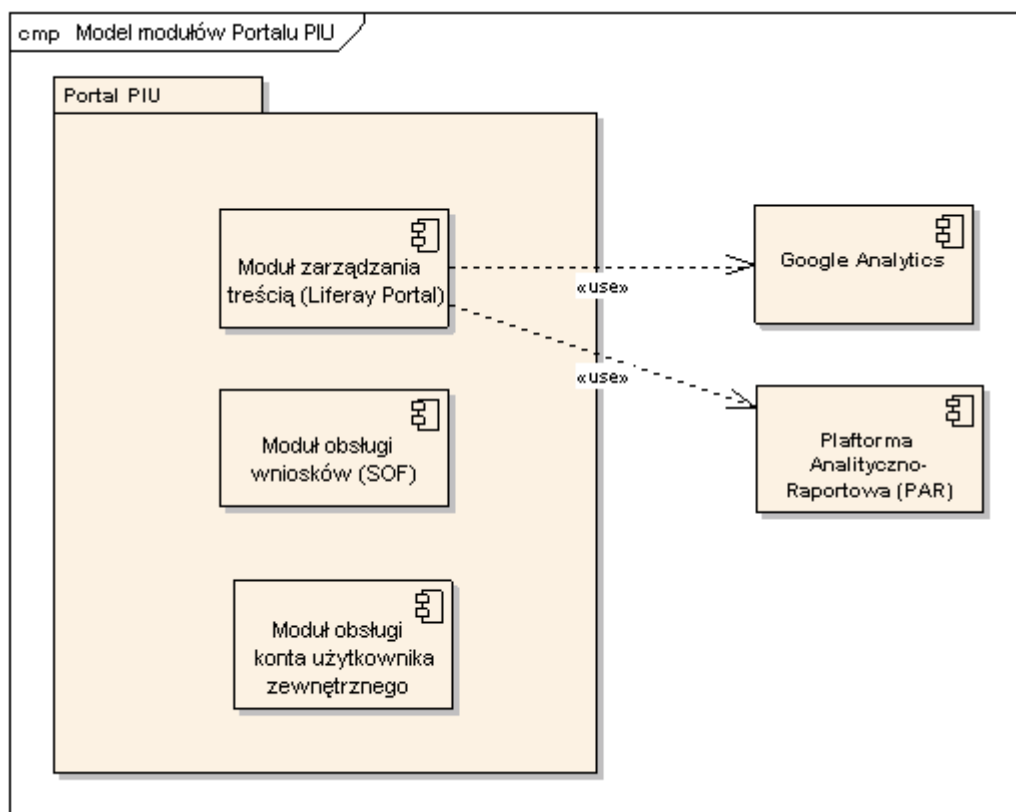 cmp Model modułów Portalu PIU
Portal PIU
Moduł zarządzania
treścią (Liferay Portal)
«use»
Google Analytics
«use»
Moduł obsługi
wniosków (SOF)
Plaftorma
Analityczno-
Raportowa (PAR)
Moduł obsługi
konta użytkownika
zewnętrznego